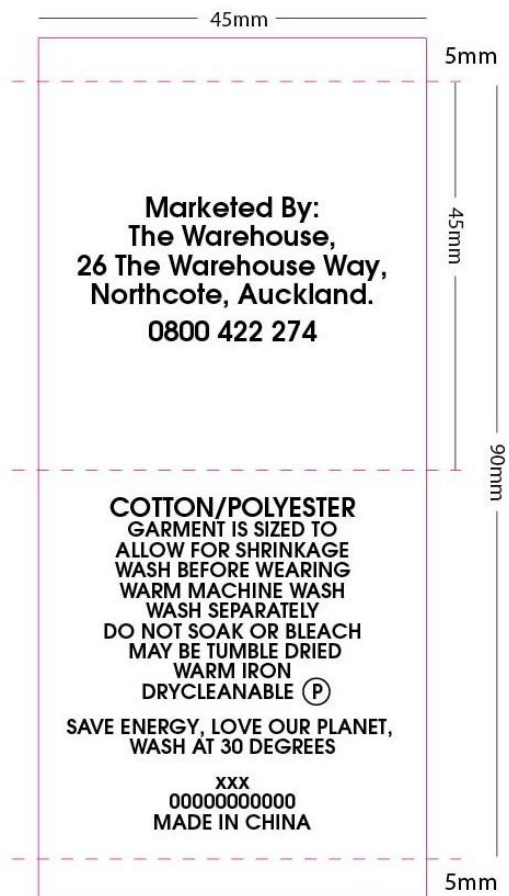 45mm
5mm
Marketed By:
The Warehouse,
26 The Warehouse Way,
Northcote, Auckland.
0800 422 274
45mm
90mm
COTTON/POLYESTER
GARMENT IS SIZED TO
ALLOW FOR SHRINKAGE
WASH BEFORE WEARING
WARM MACHINE WASH
WASH SEPARATELY
DO NOT SOAK OR BLEACH
MAY BE TUMBLE DRIED
WARM IRON
DRYCLEANABLE Ⓟ
SAVE ENERGY, LOVE OUR PLANET,
WASH AT 30 DEGREES
xxx
00000000000
MADE IN CHINA
5mm